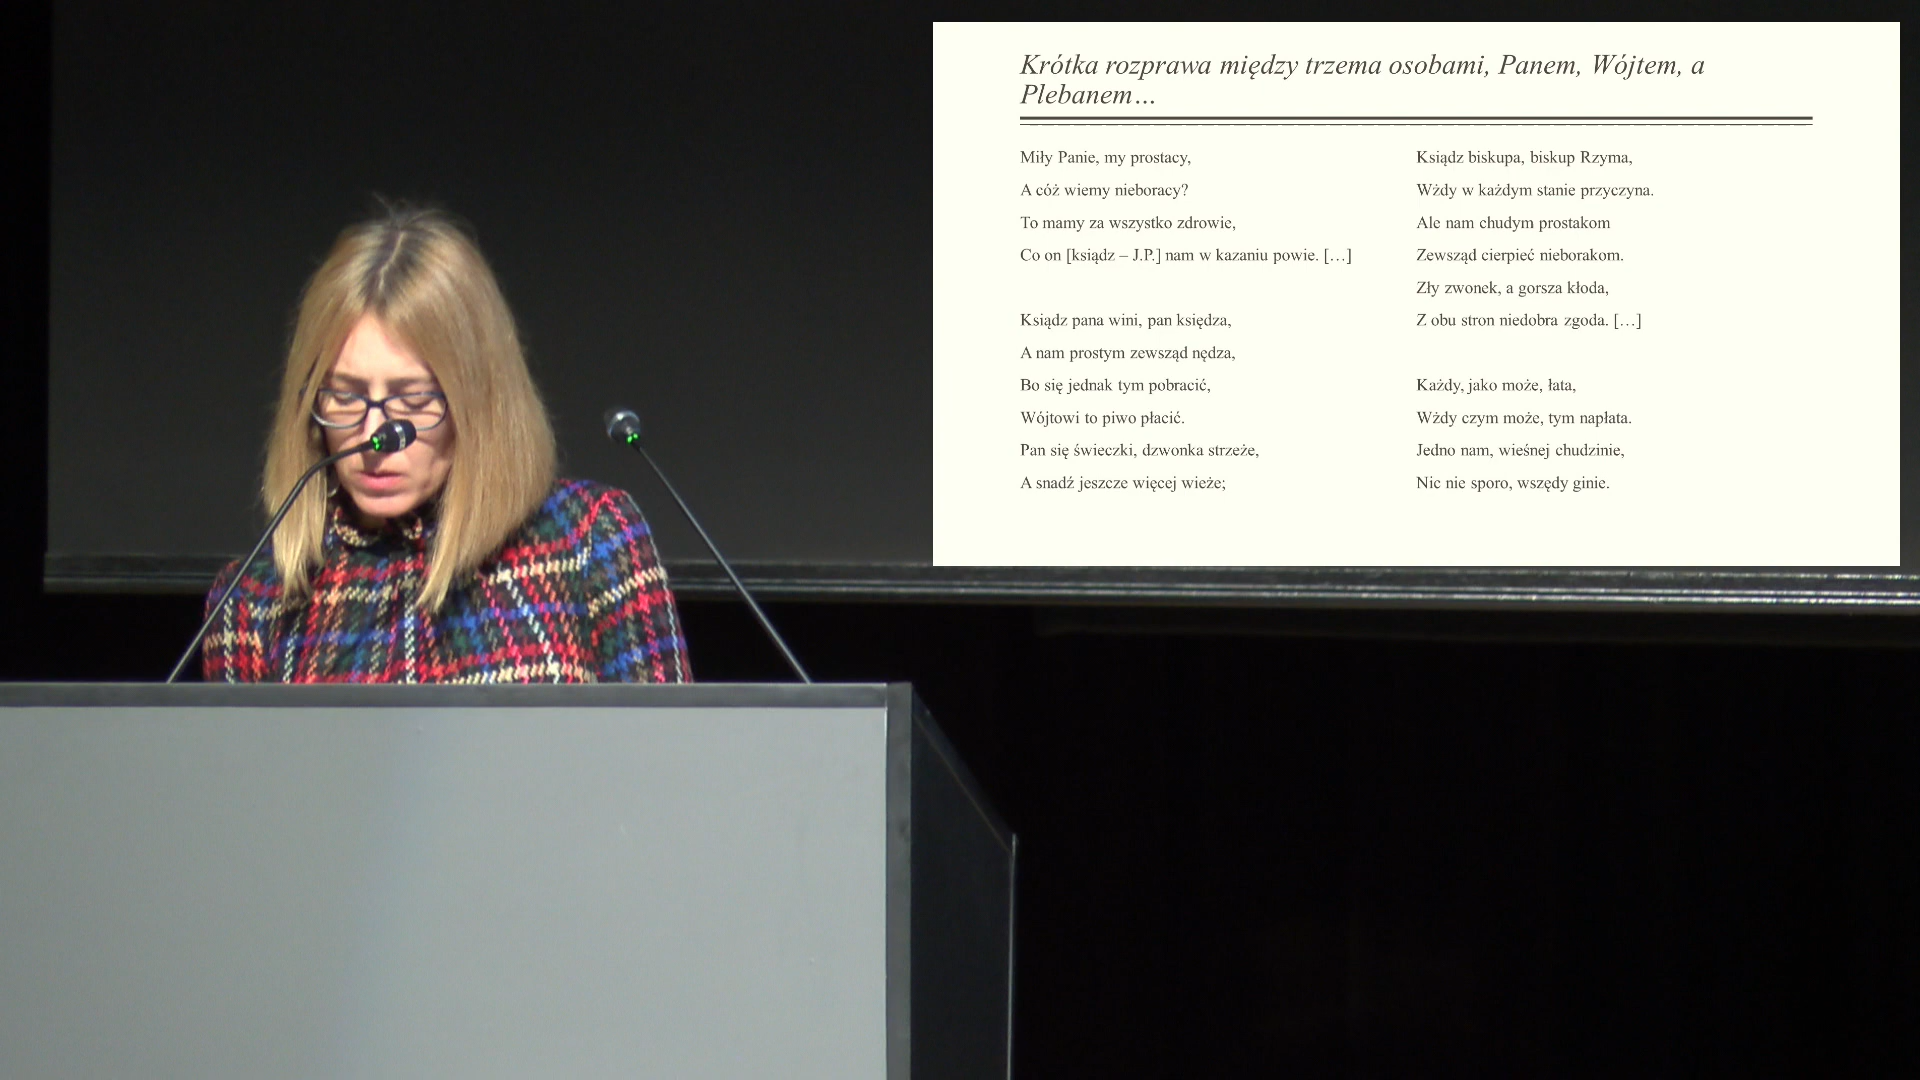 Krótka rozprawa między trzema osobami, Panem, Wójtem, a
Plebanem…
Miły Panie, my prostacy,
A cóż wiemy nieboracy?
To mamy za wszystko zdrowie,
Co on [ksiądz – J.P.] nam w kazaniu powie. […]
Ksiądz pana wini, pan księdza,
A nam prostym zewsząd nędza,
Bo się jednak tym pobracić,
Wójtowi to piwo płacić.
Pan się świeczki, dzwonka strzeże,
A snadź jeszcze więcej wieże;
Ksiądz biskupa, biskup Rzyma,
Wżdy w każdym stanie przyczyna.
Ale nam chudym prostakom
Zewsząd cierpieć nieborakom.
Zły zwonek, a gorsza kłoda,
Z obu stron niedobra zgoda. […]
Każdy, jako może, łata,
Wżdy czym może, tym napłata.
Jedno nam, wieśnej chudzinie,
Nic nie sporo, wszędy ginie.